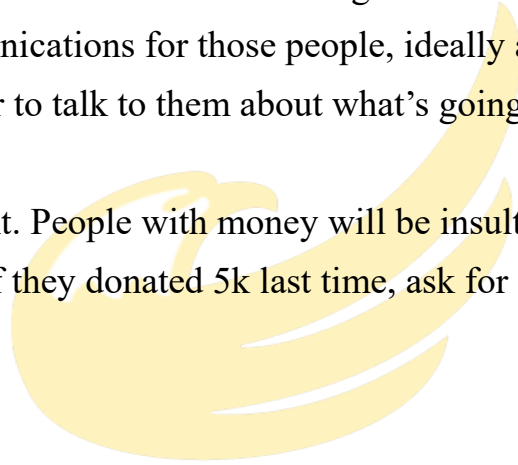 nications for those people, ideally
to talk to them about what's going
t. People with money will be insult
they donated 5k last time, ask for